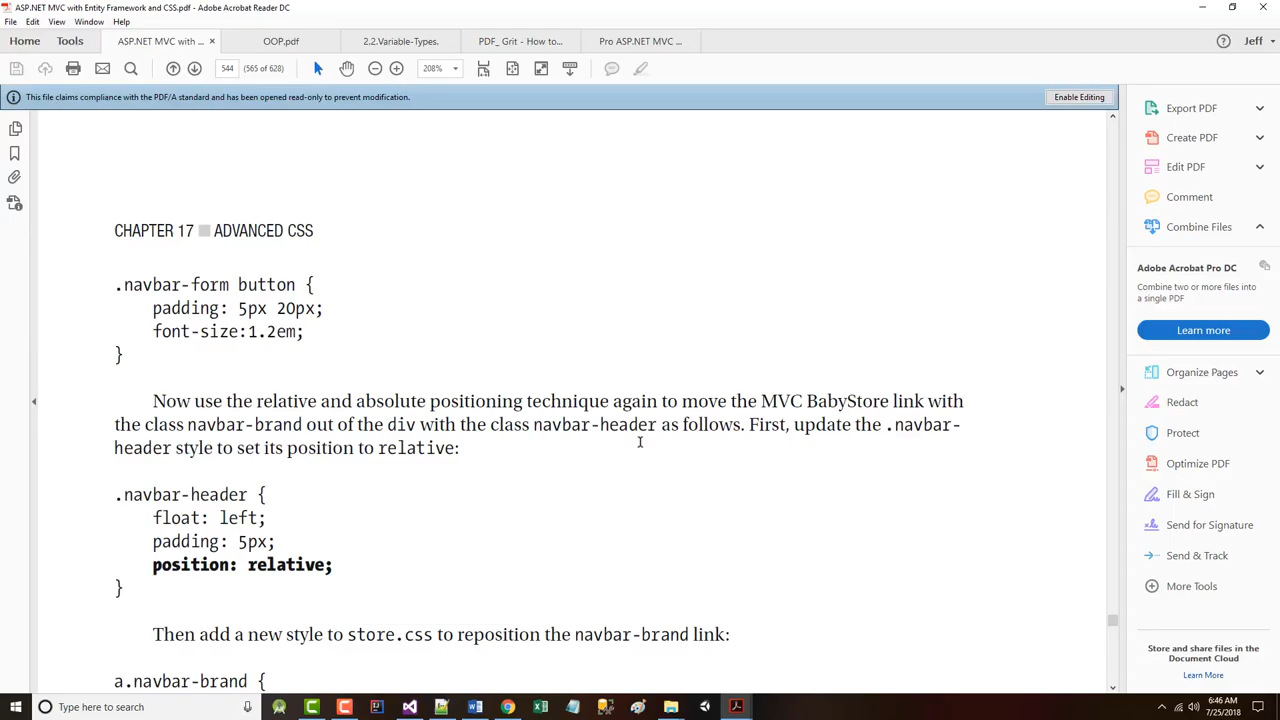 ASP.NET MVC with Entity Framework and CSS.pdf - Adobe Acrobat Reader DC
File Edit View Window Help
Home Tools ASP.NET MVC with ... × OOP.pdf 2.2.Variable-Types. PDF_ Grit - How to... Pro ASP.NET MVC ... Jeff
544 (565 of 628) 208%
This file claims compliance with the PDF/A standard and has been opened read-only to prevent modification. Enable Editing
CHAPTER 17 ■ ADVANCED CSS
.navbar-form button {
padding: 5px 20px;
font-size:1.2em;
}
Now use the relative and absolute positioning technique again to move the MVC BabyStore link with
the class navbar-brand out of the div with the class navbar-header as follows. First, update the .navbar-
header style to set its position to relative:
.navbar-header {
float: left;
padding: 5px;
position: relative;
}
Then add a new style to store.css to reposition the navbar-brand link:
a.navbar-brand {
Export PDF
Create PDF
Edit PDF
Comment
Combine Files
Adobe Acrobat Pro DC
Combine two or more files into
a single PDF
Learn more
Organize Pages
Redact
Protect
Optimize PDF
Fill & Sign
Send for Signature
Send & Track
More Tools
Store and share files in the
Document Cloud
Learn More
Type here to search
6:46 AM
7/25/2018